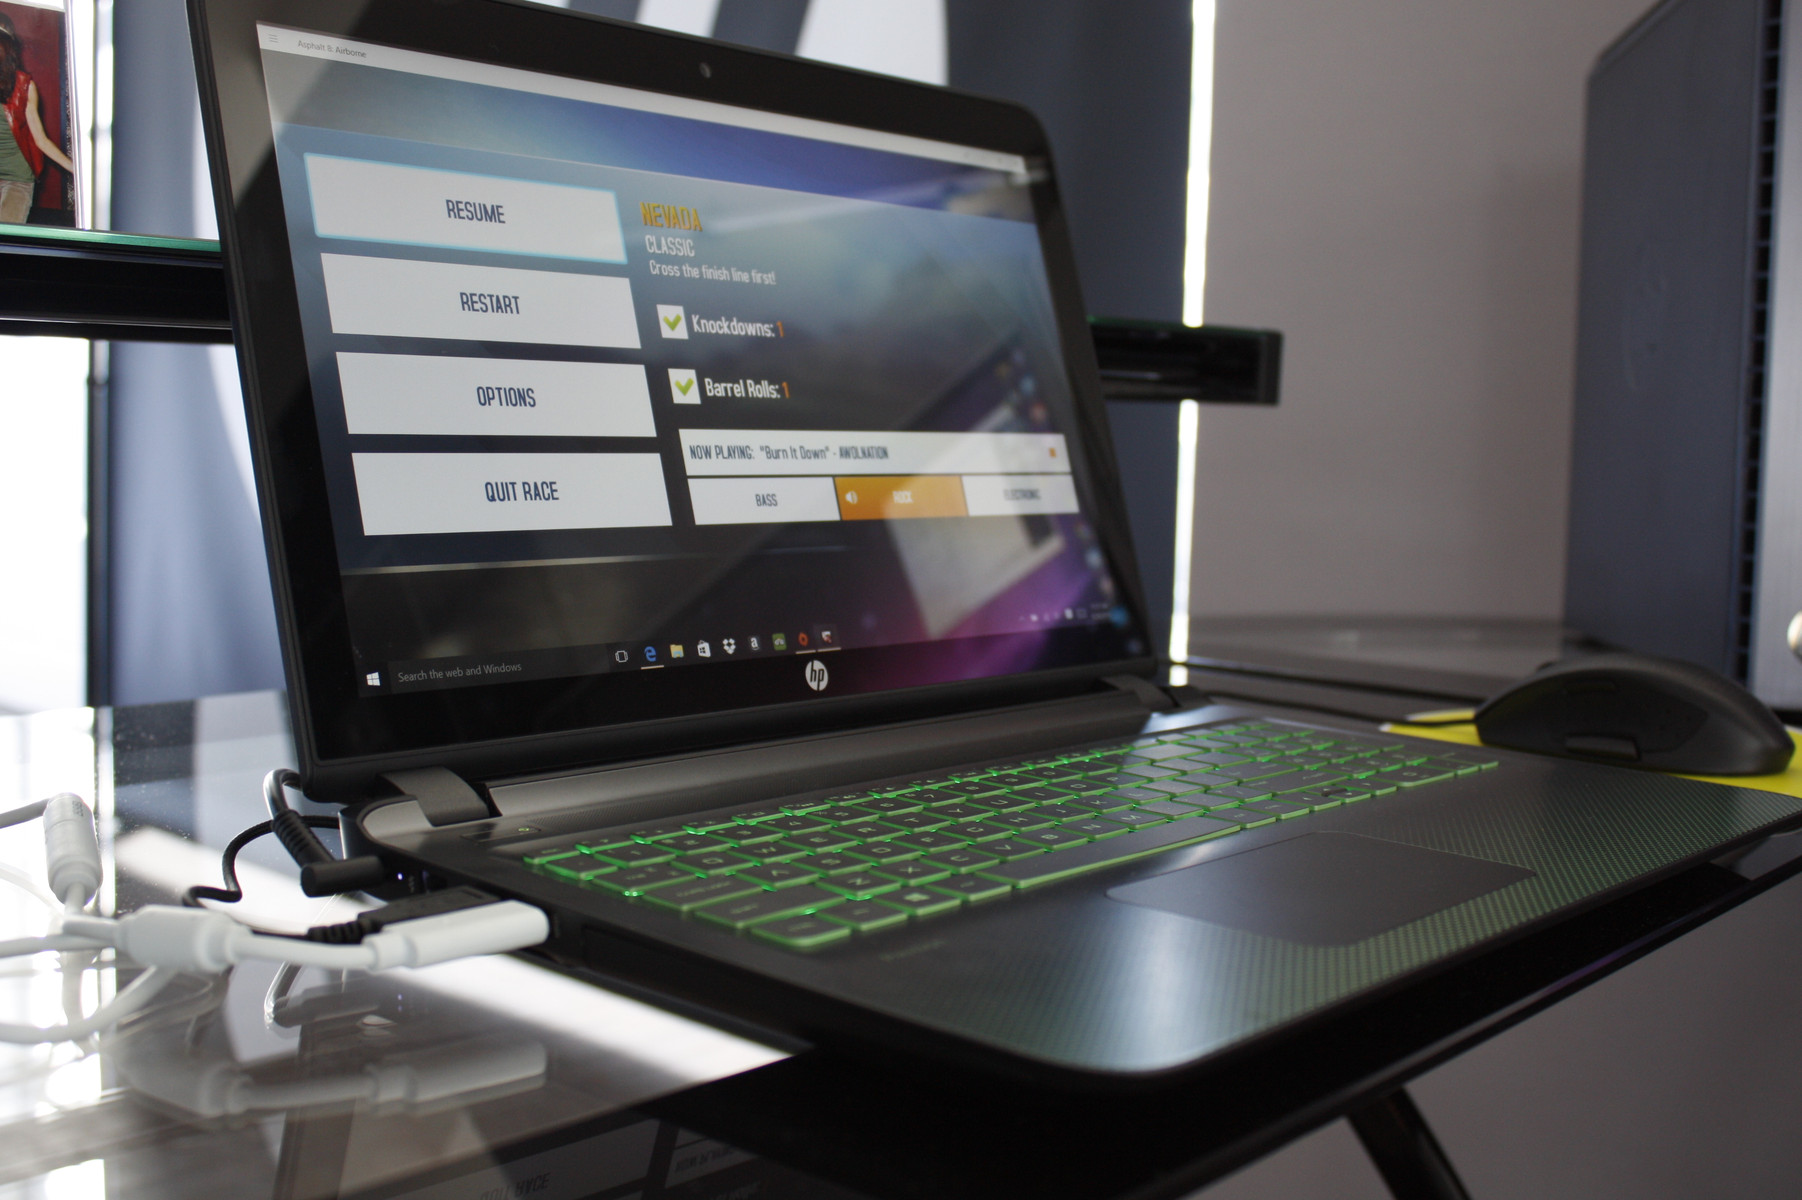 Asphalt 8: Airborne
RESUME
RESTART
OPTIONS
QUIT RACE
NEVADA
CLASSIC
Cross the finish line first!
Knockdowns: 1
Barrel Rolls: 1
NOW PLAYING: "Burn It Down" - AWOLNATION
BASS
ROCK
ELECTRONIC
Search the web and Windows
hp